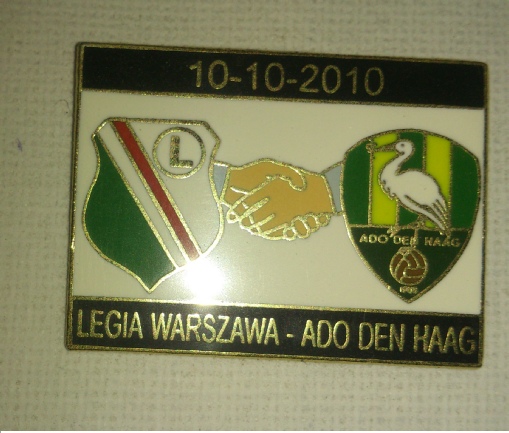 10-10-2010
L
ADO DEN HAAG
LEGIA WARSZAWA - ADO DEN HAAG